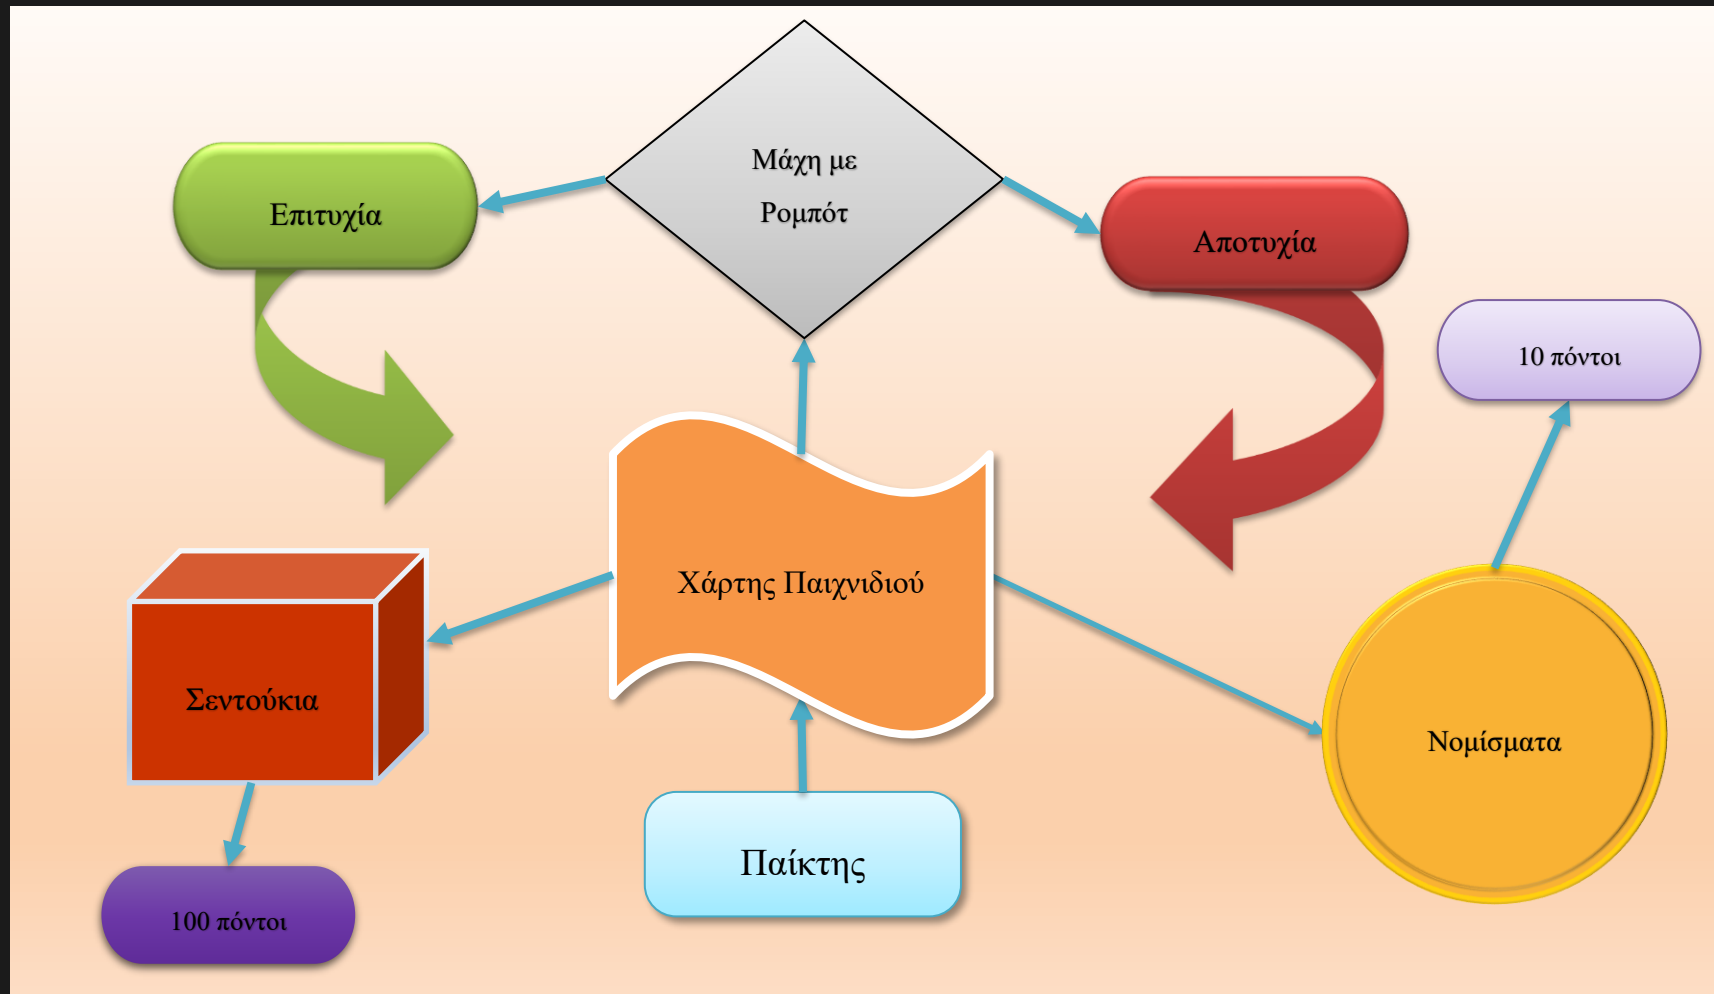 Μάχη με
Ρομπότ
Επιτυχία
Αποτυχία
10 πόντοι
Χάρτης Παιχνιδιού
Σεντούκια
Νομίσματα
Παίκτης
100 πόντοι